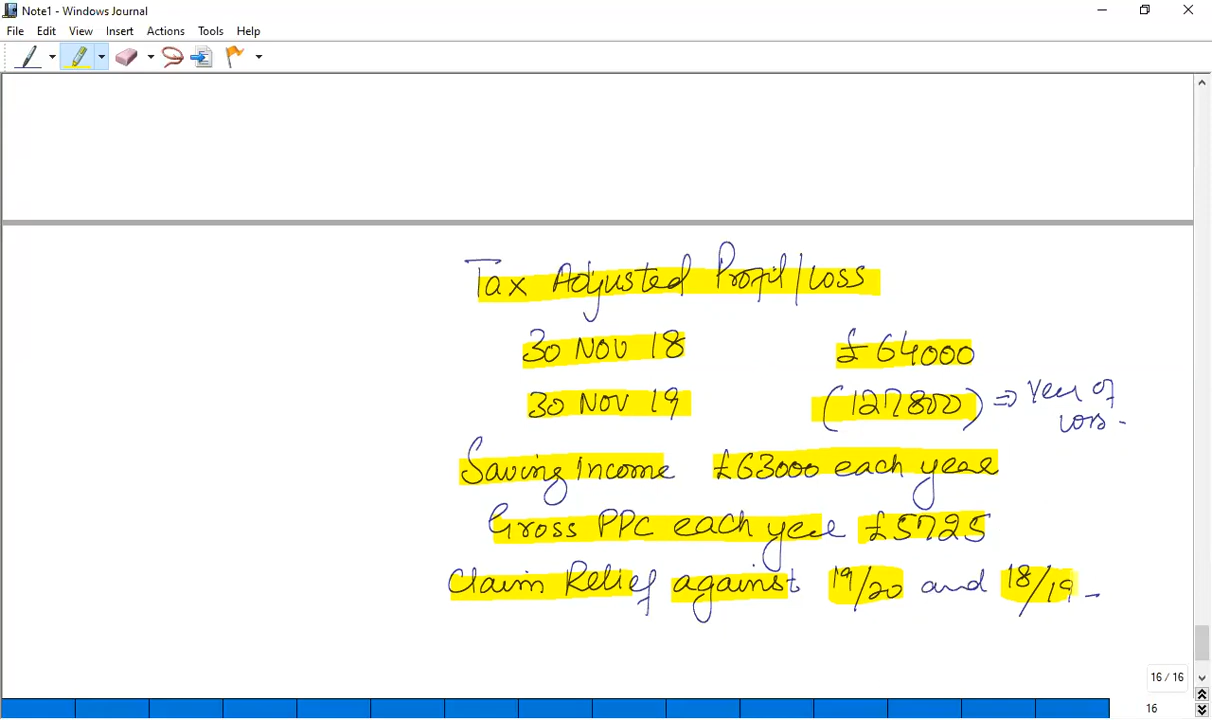 Note1 - Windows Journal
File Edit View Insert Actions Tools Help
Tax Adjusted Profit/Loss
30 NOV 18 £64000
30 NOV 19 (127800) ⇒ Year of
loss -
Saving Income £63000 each year
Gross PPC each year £5725
Claim Relief against 19/20 and 18/19 -
16 / 16
16